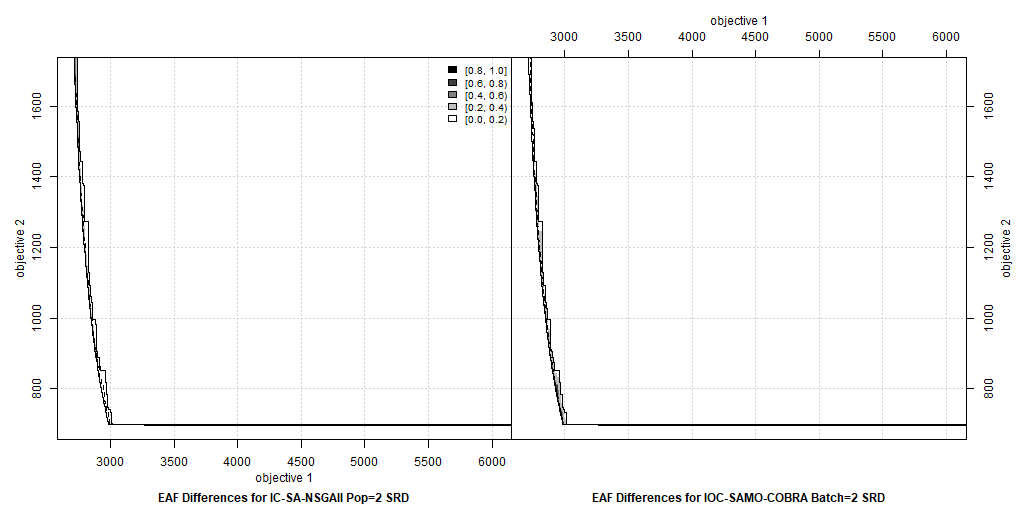 objective 1
3000 3500 4000 4500 5000 5500 6000
[0.8, 1.0]
[0.6, 0.8)
[0.4, 0.6)
[0.2, 0.4)
[0.0, 0.2)
1600
1400
1200
1000
800
objective 2
1600
1400
1200
1000
800
objective 2
3000 3500 4000 4500 5000 5500 6000
objective 1
EAF Differences for IC-SA-NSGAII Pop=2 SRD
EAF Differences for IOC-SAMO-COBRA Batch=2 SRD